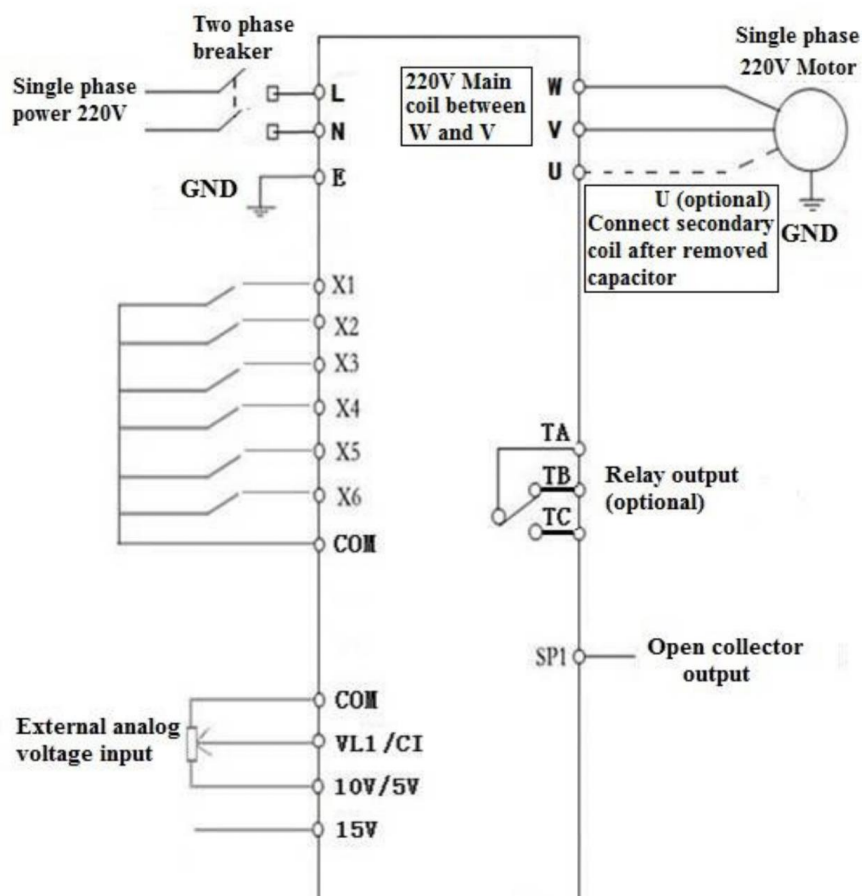 Two phase
breaker
Single phase
power 220V
L
N
E
GND
220V Main
coil between
W and V
W
V
U
Single phase
220V Motor
U (optional)
Connect secondary
coil after removed
capacitor
GND
X1
X2
X3
X4
X5
X6
COM
TA
TB
TC
Relay output
(optional)
SP1
Open collector
output
External analog
voltage input
COM
VL1/CI
10V/5V
15V